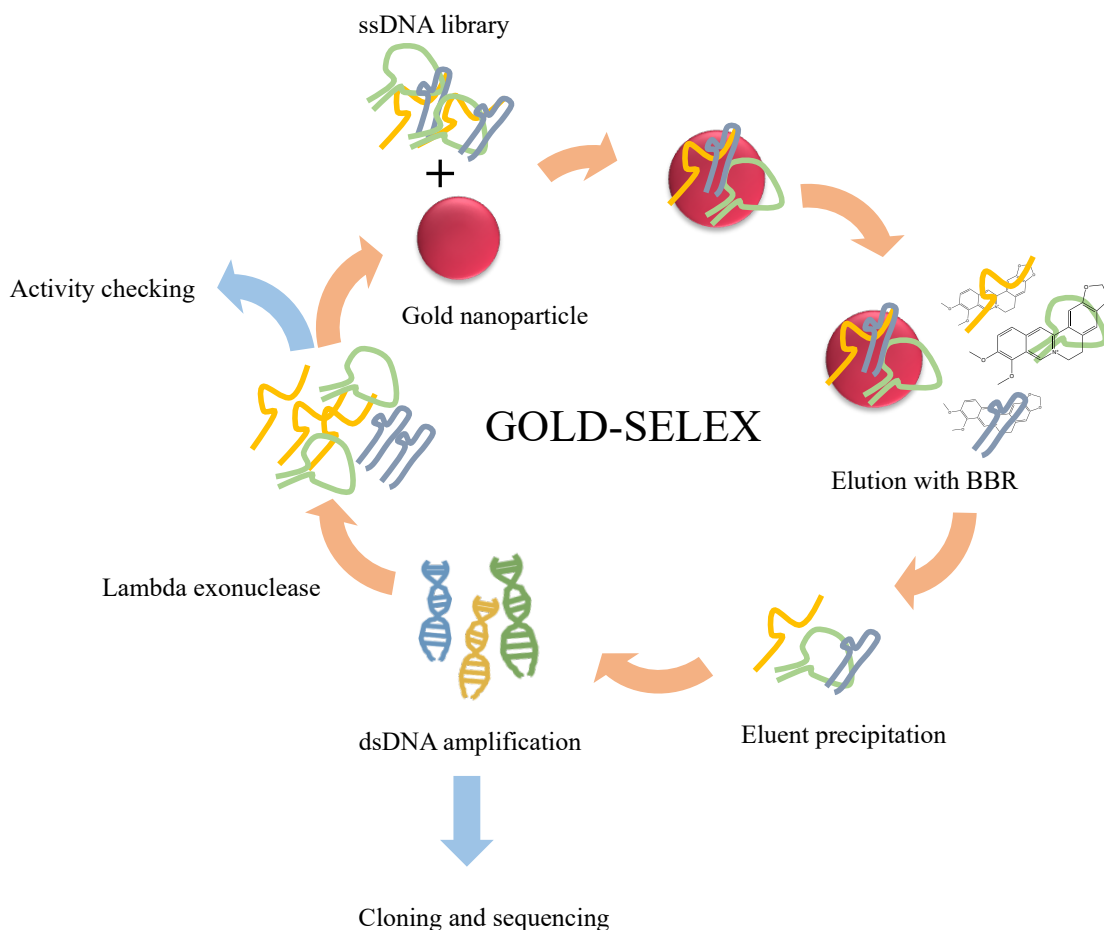 ssDNA library
+
Gold nanoparticle
Activity checking
GOLD-SELEX
Elution with BBR
Lambda exonuclease
dsDNA amplification
Eluent precipitation
Cloning and sequencing